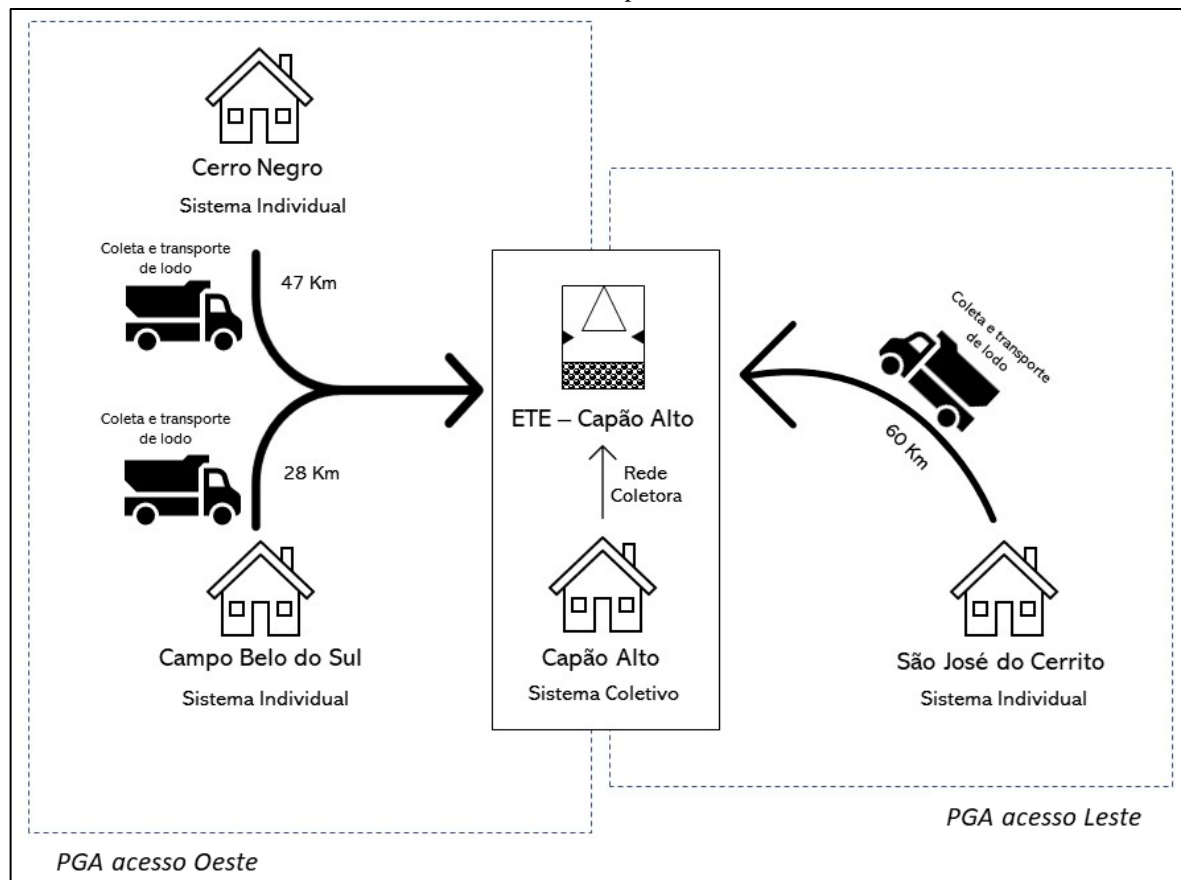 Cerro Negro
Sistema Individual
Coleta e transporte
de lodo
47 Km
Coleta e transporte
de lodo
28 Km
Campo Belo do Sul
Sistema Individual
ETE – Capão Alto
Rede
Coletora
Capão Alto
Sistema Coletivo
Coleta e transporte
de lodo
60 Km
São José do Cerrito
Sistema Individual
PGA acesso Leste
PGA acesso Oeste